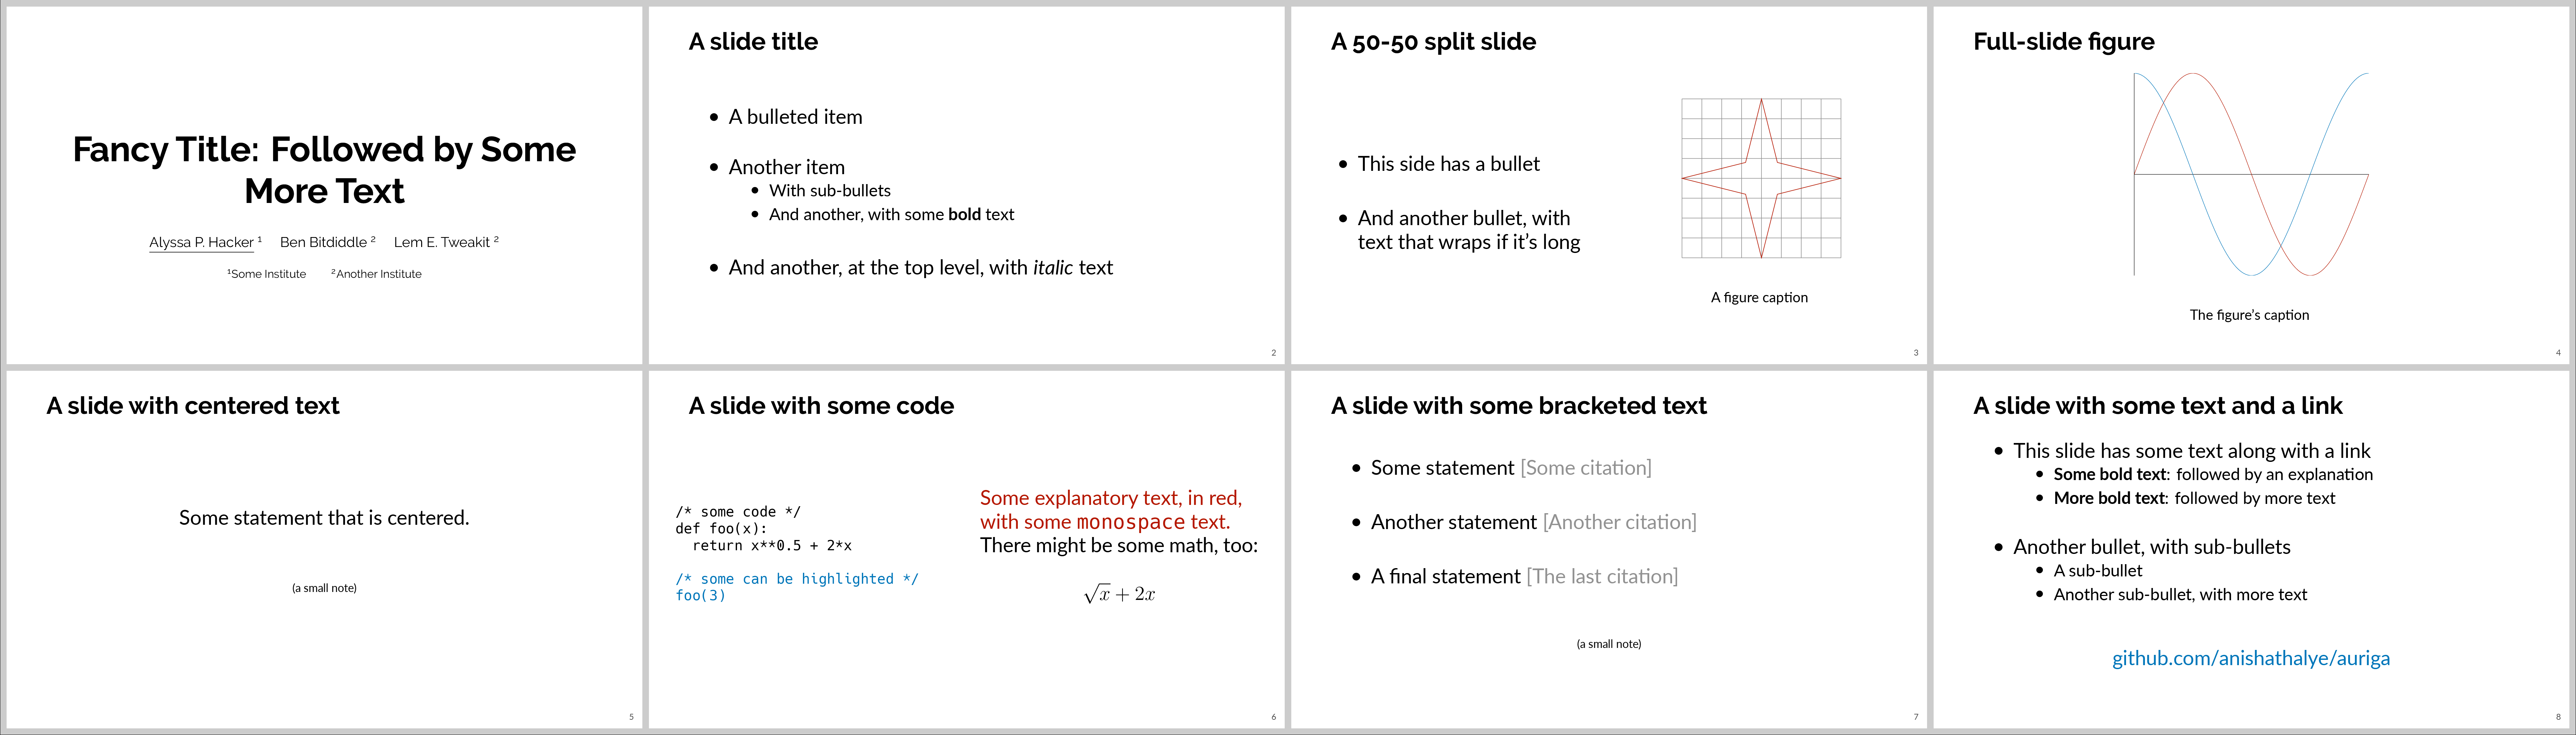 Fancy Title: Followed by Some
More Text
Alyssa P. Hacker ¹ Ben Bitdiddle ² Lem E. Tweakit ²
¹Some Institute ²Another Institute
A slide title
• A bulleted item
• Another item
• With sub-bullets
• And another, with some bold text
• And another, at the top level, with italic text
2
A 50-50 split slide
• This side has a bullet
• And another bullet, with
text that wraps if it’s long
A figure caption
3
Full-slide figure
The figure’s caption
4
A slide with centered text
Some statement that is centered.
(a small note)
5
A slide with some code
/* some code */
def foo(x):
  return x**0.5 + 2*x
/* some can be highlighted */
foo(3)
Some explanatory text, in red,
with some monospace text.
There might be some math, too:
√x + 2x
6
A slide with some bracketed text
• Some statement [Some citation]
• Another statement [Another citation]
• A final statement [The last citation]
(a small note)
7
A slide with some text and a link
• This slide has some text along with a link
• Some bold text: followed by an explanation
• More bold text: followed by more text
• Another bullet, with sub-bullets
• A sub-bullet
• Another sub-bullet, with more text
github.com/anishathalye/auriga
8